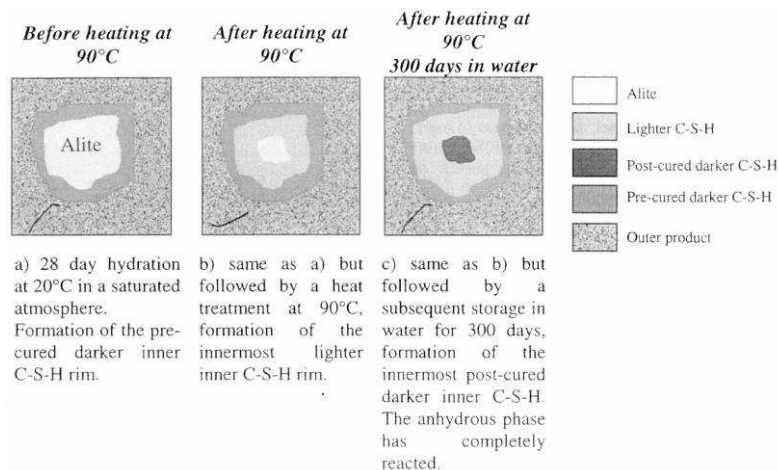 Before heating at
90°C
After heating at
90°C
After heating at
90°C
300 days in water
Alite
Alite
Lighter C-S-H
Post-cured darker C-S-H
Pre-cured darker C-S-H
Outer product
a) 28 day hydration
at 20°C in a saturated
atmosphere.
Formation of the pre-
cured darker inner
C-S-H rim.
b) same as a) but
followed by a heat
treatment at 90°C,
formation of the
innermost lighter
inner C-S-H rim.
c) same as b) but
followed by a
subsequent storage in
water for 300 days,
formation of the
innermost post-cured
darker inner C-S-H.
The anhydrous phase
has completely
reacted.